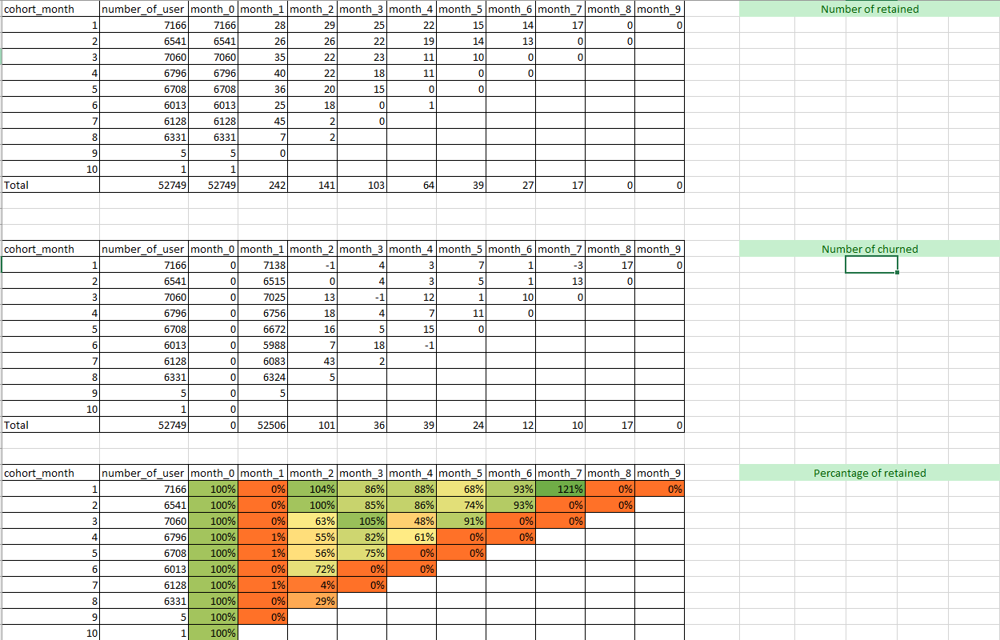 cohort_month number_of_user month_0 month_1 month_2 month_3 month_4 month_5 month_6 month_7 month_8 month_9 Number of retained
1 7166 7166 28 29 25 22 15 14 17 0 0
2 6541 6541 26 26 22 19 14 13 0 0
3 7060 7060 35 22 23 11 10 0 0
4 6796 6796 40 22 18 11 0 0
5 6708 6708 36 20 15 0 0
6 6013 6013 25 18 0 1
7 6128 6128 45 2 0
8 6331 6331 7 2
9 5 5 0
10 1 1
Total 52749 52749 242 141 103 64 39 27 17 0 0
cohort_month number_of_user month_0 month_1 month_2 month_3 month_4 month_5 month_6 month_7 month_8 month_9 Number of churned
1 7166 0 7138 -1 4 3 7 1 -3 17 0
2 6541 0 6515 0 4 3 5 1 13 0
3 7060 0 7025 13 -1 12 1 10 0
4 6796 0 6756 18 4 7 11 0
5 6708 0 6672 16 5 15 0
6 6013 0 5988 7 18 -1
7 6128 0 6083 43 2
8 6331 0 6324 5
9 5 0 5
10 1 0
Total 52749 0 52506 101 36 39 24 12 10 17 0
cohort_month number_of_user month_0 month_1 month_2 month_3 month_4 month_5 month_6 month_7 month_8 month_9 Percantage of retained
1 7166 100% 0% 104% 86% 88% 68% 93% 121% 0% 0%
2 6541 100% 0% 100% 85% 86% 74% 93% 0% 0%
3 7060 100% 0% 63% 105% 48% 91% 0% 0%
4 6796 100% 1% 55% 82% 61% 0% 0%
5 6708 100% 1% 56% 75% 0% 0%
6 6013 100% 0% 72% 0% 0%
7 6128 100% 1% 4% 0%
8 6331 100% 0% 29%
9 5 100% 0%
10 1 100%